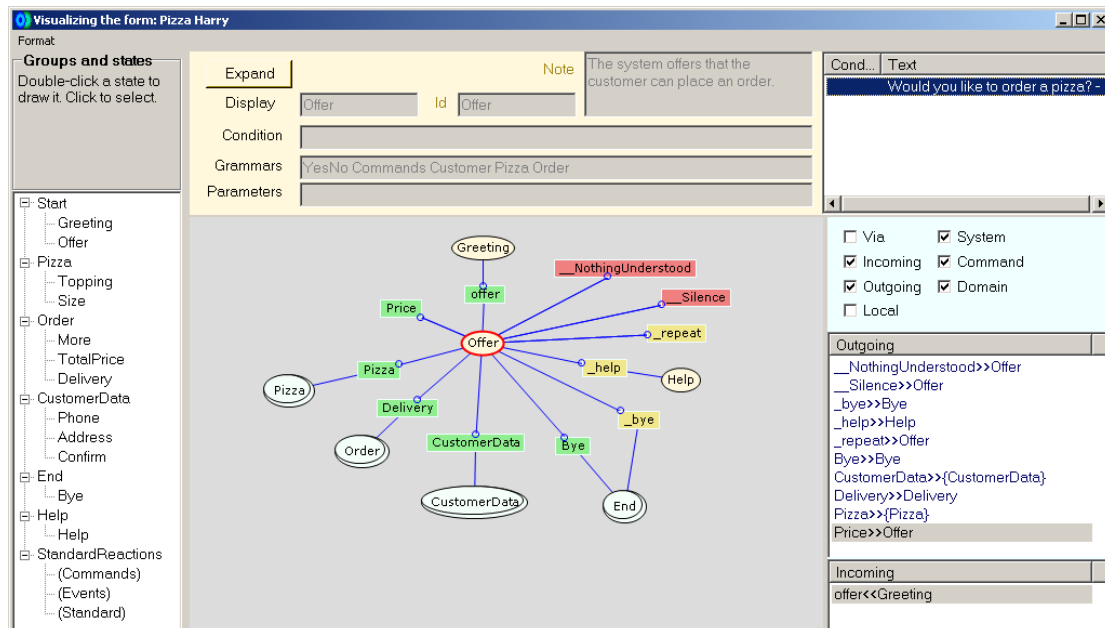 Visualizing the form: Pizza Harry
Format
Groups and states
Double-click a state to
draw it. Click to select.
Expand
Note
The system offers that the
customer can place an order.
Display
Offer
Id
Offer
Condition
Grammars
YesNo Commands Customer Pizza Order
Parameters
Cond... Text
Would you like to order a pizza? -
Start
Greeting
Offer
Pizza
Topping
Size
Order
More
TotalPrice
Delivery
CustomerData
Phone
Address
Confirm
End
Bye
Help
Help
StandardReactions
(Commands)
(Events)
(Standard)
Greeting
__NothingUnderstood
offer
__Silence
Price
_repeat
Offer
_help
Pizza
Help
Pizza
Delivery
_bye
CustomerData
Bye
Order
CustomerData
End
Via
System
Incoming
Command
Outgoing
Domain
Local
Outgoing
__NothingUnderstood>>Offer
__Silence>>Offer
_bye>>Bye
_help>>Help
_repeat>>Offer
Bye>>Bye
CustomerData>>{CustomerData}
Delivery>>Delivery
Pizza>>{Pizza}
Price>>Offer
Incoming
offer<<Greeting